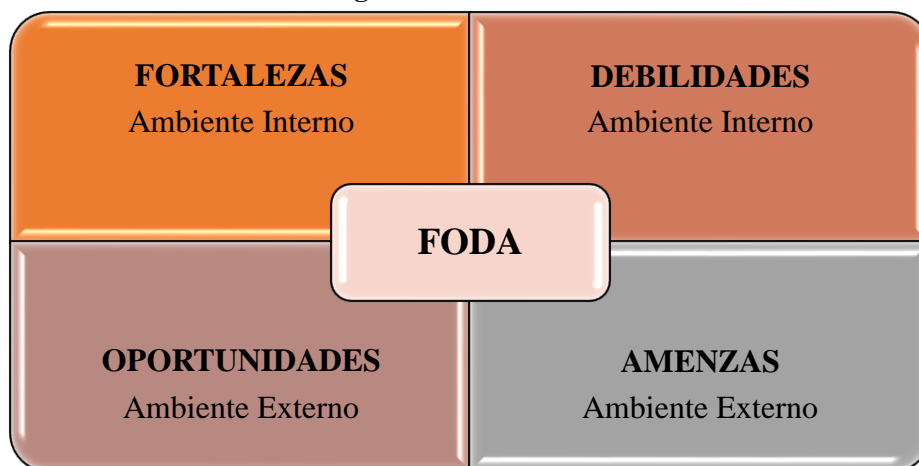 FORTALEZAS
Ambiente Interno
DEBILIDADES
Ambiente Interno
FODA
OPORTUNIDADES
Ambiente Externo
AMENZAS
Ambiente Externo